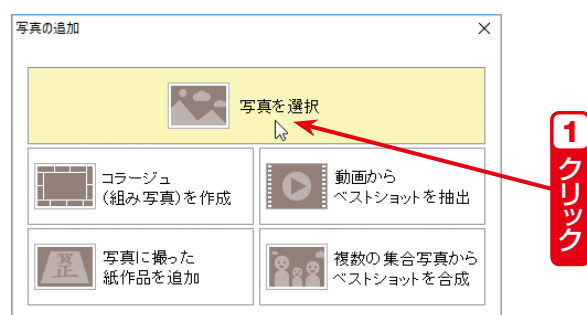 写真の追加
写真を選択
コラージュ
(組み写真)を作成
動画から
ベストショットを抽出
写真に撮った
紙作品を追加
賀正
複数の集合写真から
ベストショットを合成
1 クリック